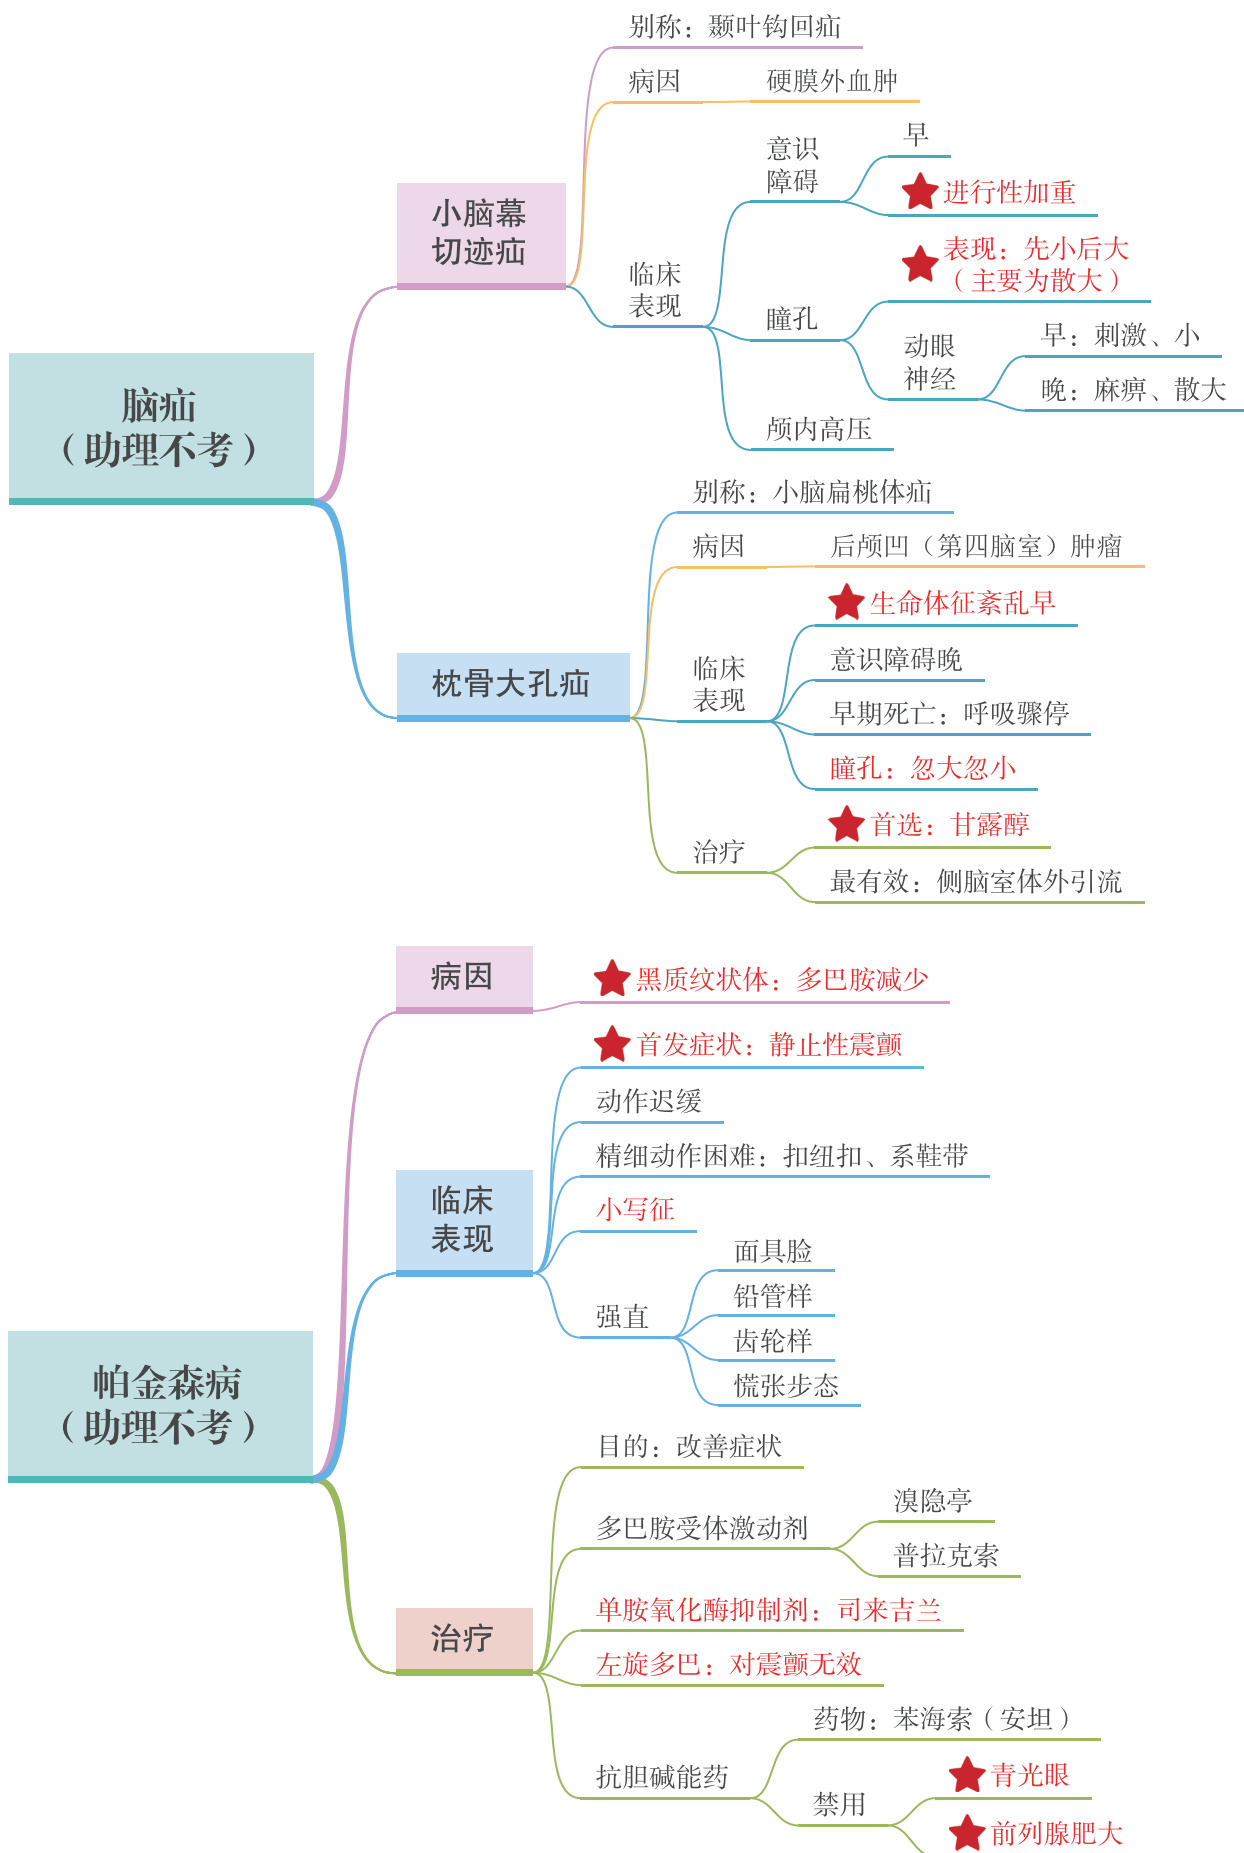 脑疝
（助理不考）
小脑幕
切迹疝
别称：颞叶钩回疝
病因
硬膜外血肿
临床
表现
意识
障碍
早
进行性加重
瞳孔
表现：先小后大
（主要为散大）
动眼
神经
早：刺激、小
晚：麻痹、散大
颅内高压
枕骨大孔疝
别称：小脑扁桃体疝
病因
后颅凹（第四脑室）肿瘤
临床
表现
生命体征紊乱早
意识障碍晚
早期死亡：呼吸骤停
瞳孔：忽大忽小
治疗
首选：甘露醇
最有效：侧脑室体外引流
帕金森病
（助理不考）
病因
黑质纹状体：多巴胺减少
临床
表现
首发症状：静止性震颤
动作迟缓
精细动作困难：扣纽扣、系鞋带
小写征
强直
面具脸
铅管样
齿轮样
慌张步态
治疗
目的：改善症状
多巴胺受体激动剂
溴隐亭
普拉克索
单胺氧化酶抑制剂：司来吉兰
左旋多巴：对震颤无效
抗胆碱能药
药物：苯海索（安坦）
禁用
青光眼
前列腺肥大